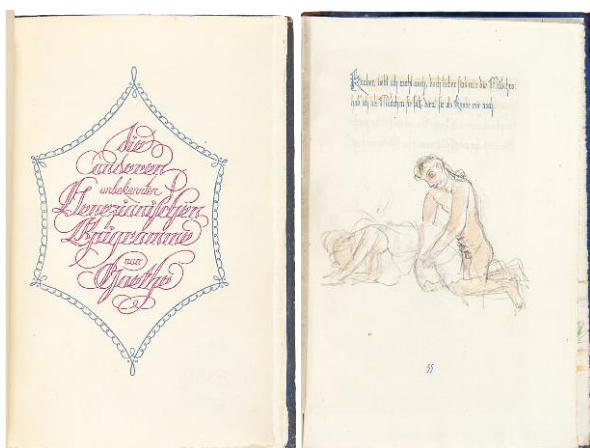 die
anderen
unbekannten
Venezianischen
Epigramme
von
Goethe
Knaben liebt ich wohl auch, doch lieber sind mir die Mädchen:
hab ich als Mädchen sie satt, dient sie als Knabe mir noch.
55